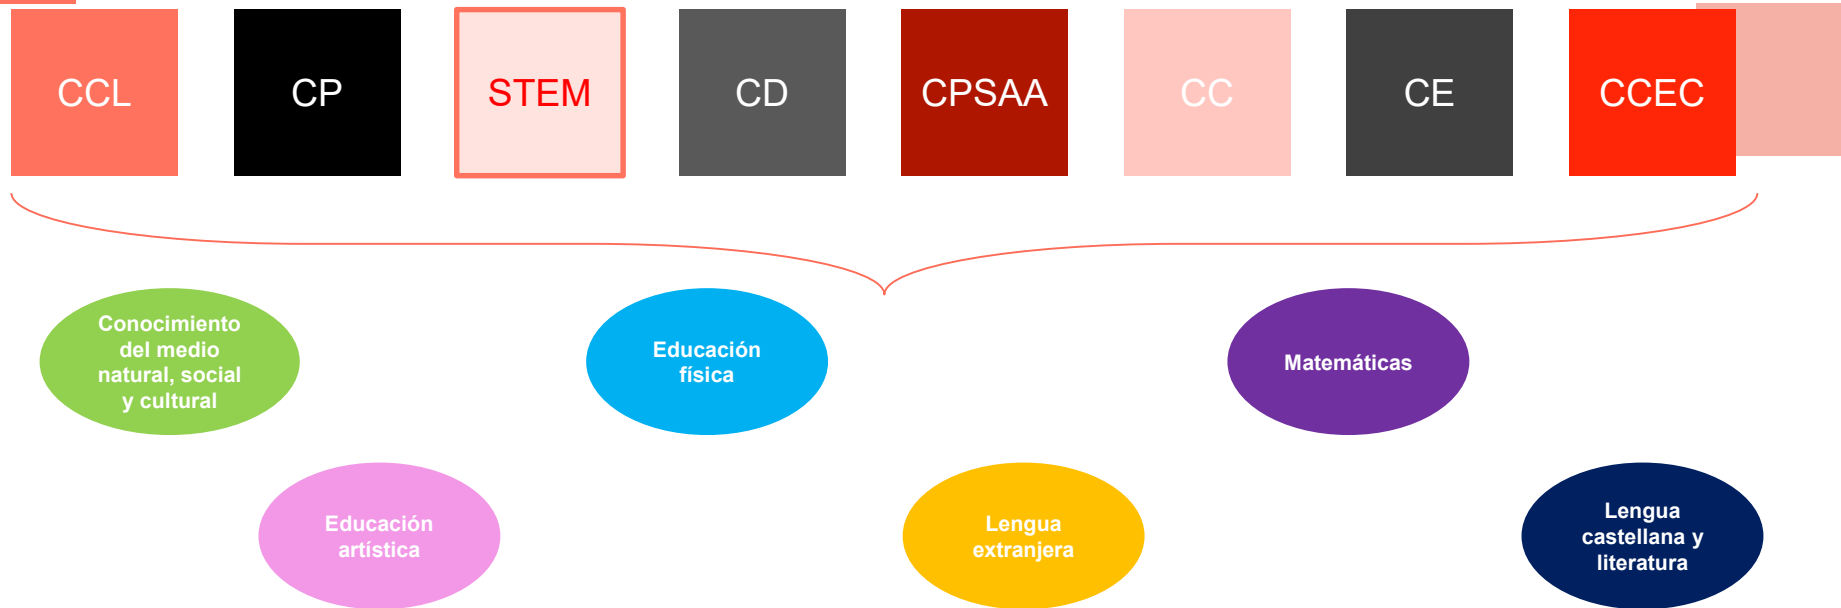 CCL
CP
STEM
CD
CPSAA
CC
CE
CCEC
Conocimiento
del medio
natural, social
y cultural
Educación
física
Matemáticas
Educación
artística
Lengua
extranjera
Lengua
castellana y
literatura